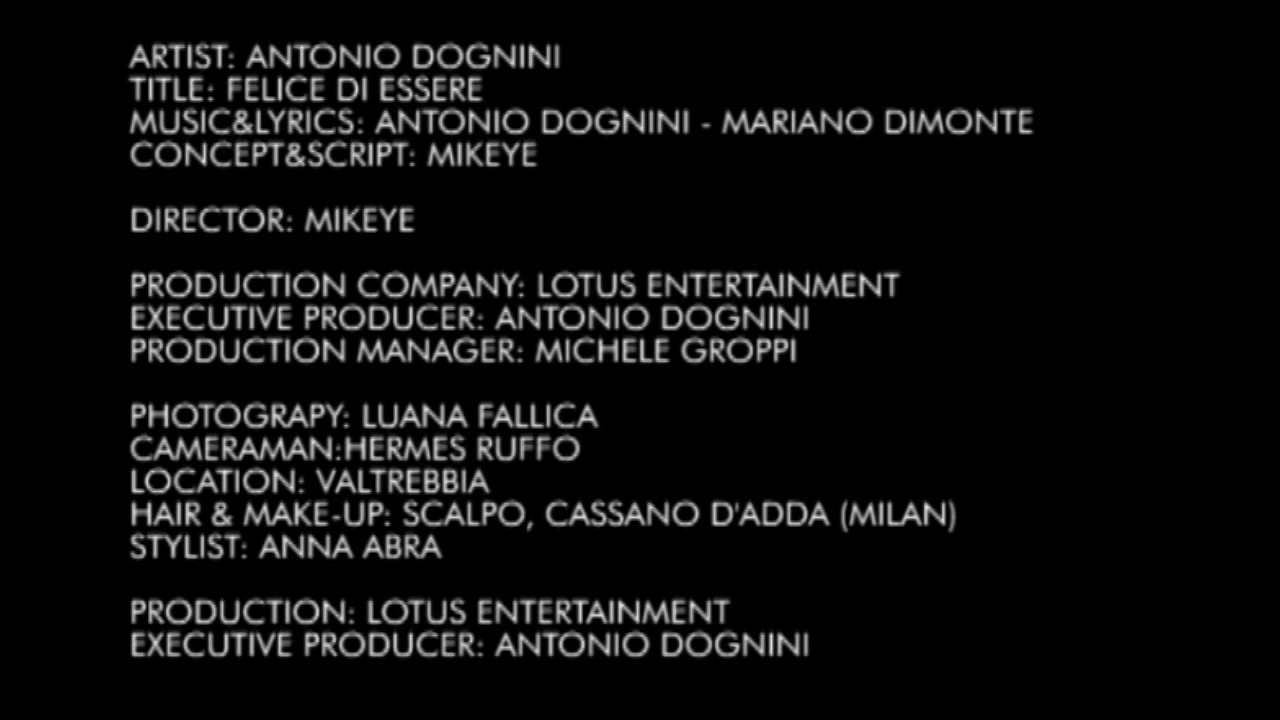 ARTIST: ANTONIO DOGNINI
TITLE: FELICE DI ESSERE
MUSIC&LYRICS: ANTONIO DOGNINI - MARIANO DIMONTE
CONCEPT&SCRIPT: MIKEYE
DIRECTOR: MIKEYE
PRODUCTION COMPANY: LOTUS ENTERTAINMENT
EXECUTIVE PRODUCER: ANTONIO DOGNINI
PRODUCTION MANAGER: MICHELE GROPPI
PHOTOGRAPY: LUANA FALLICA
CAMERAMAN:HERMES RUFFO
LOCATION: VALTREBBIA
HAIR & MAKE-UP: SCALPO, CASSANO D'ADDA (MILAN)
STYLIST: ANNA ABRA
PRODUCTION: LOTUS ENTERTAINMENT
EXECUTIVE PRODUCER: ANTONIO DOGNINI